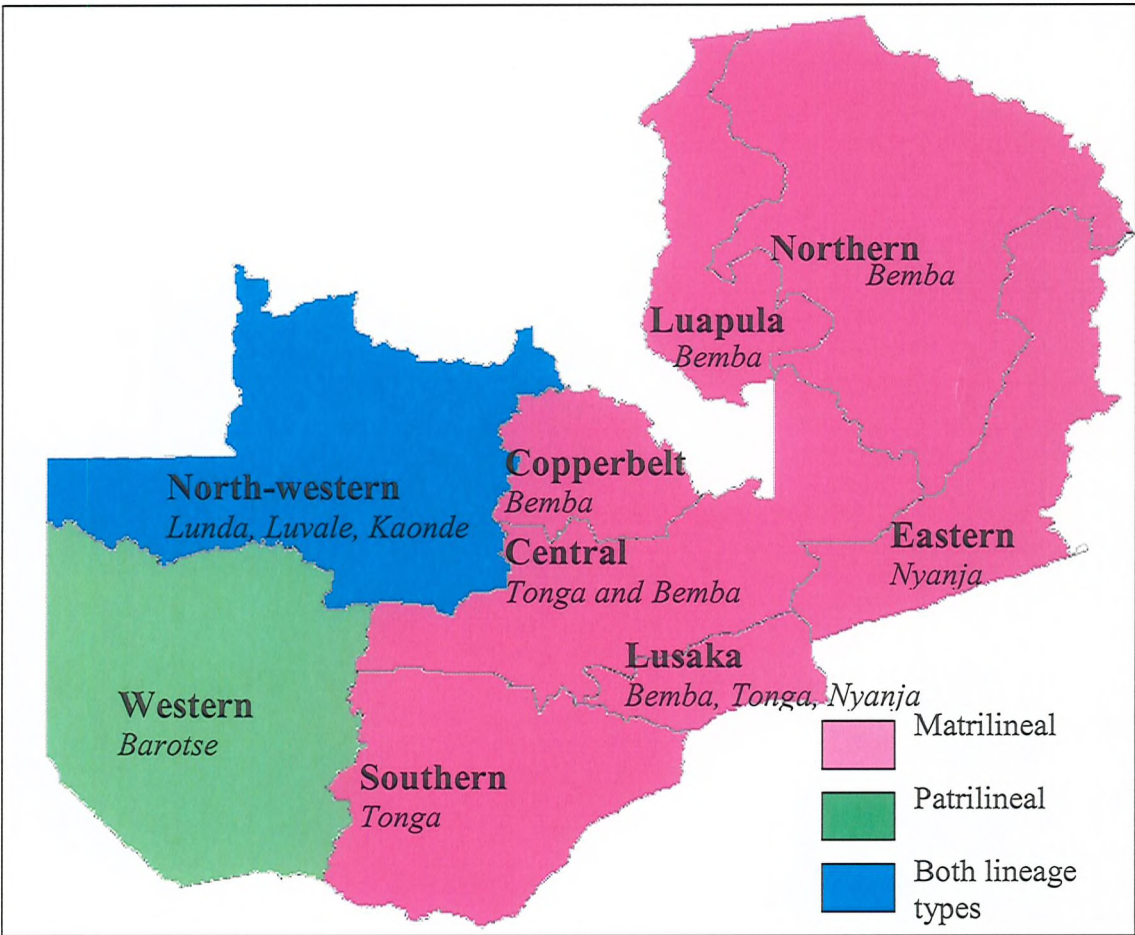 Northern
Bemba
Luapula
Bemba
Copperbelt
Bemba
North-western
Lunda, Luvale, Kaonde
Central
Tonga and Bemba
Eastern
Nyanja
Lusaka
Bemba, Tonga, Nyanja
Western
Barotse
Southern
Tonga
Matrilineal
Patrilineal
Both lineage
types